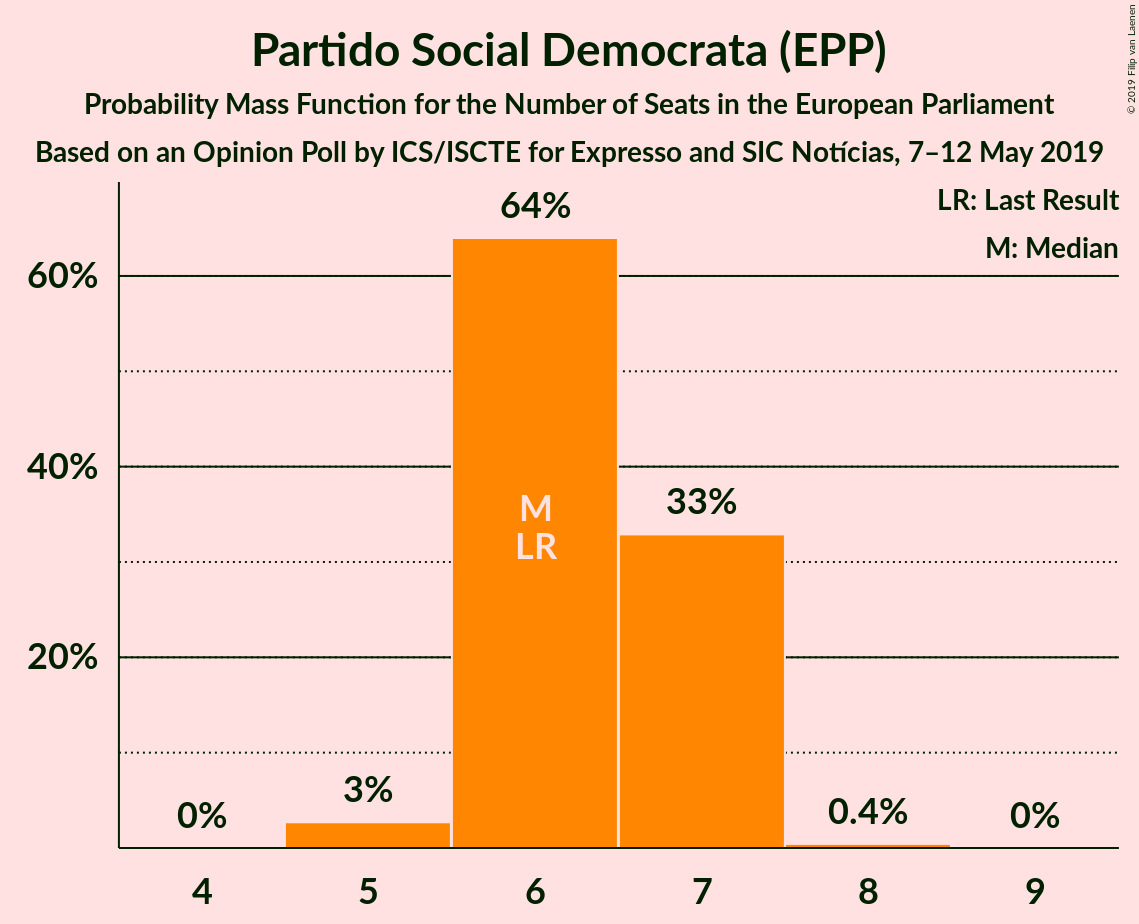 Partido Social Democrata (EPP)
Probability Mass Function for the Number of Seats in the European Parliament
Based on an Opinion Poll by ICS/ISCTE for Expresso and SIC Notícias, 7–12 May 2019
© 2019 Filip van Laenen
LR: Last Result
M: Median
60%
40%
20%
0%
3%
64%
M
LR
33%
0.4%
0%
4
5
6
7
8
9